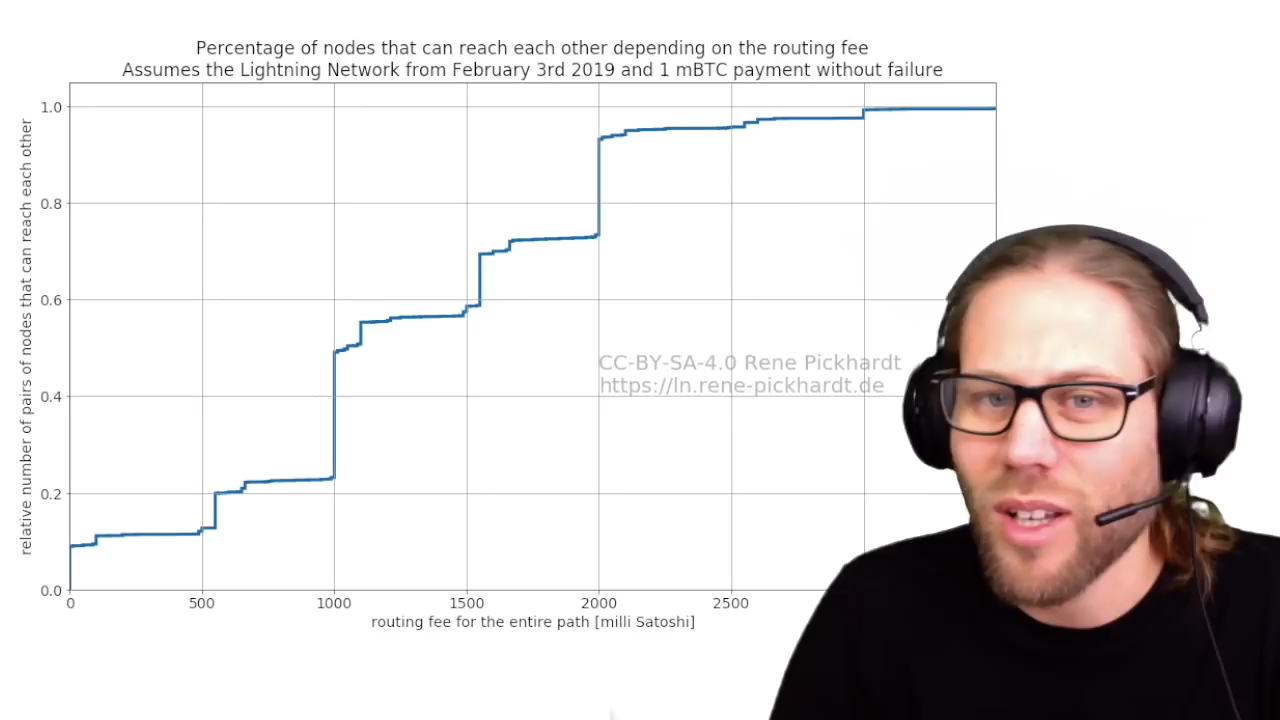 Percentage of nodes that can reach each other depending on the routing fee
Assumes the Lightning Network from February 3rd 2019 and 1 mBTC payment without failure
relative number of pairs of nodes that can reach each other
1.0
0.8
0.6
0.4
0.2
0.0
CC-BY-SA-4.0 Rene Pickhardt
https://ln.rene-pickhardt.de
0 500 1000 1500 2000 2500
routing fee for the entire path [milli Satoshi]